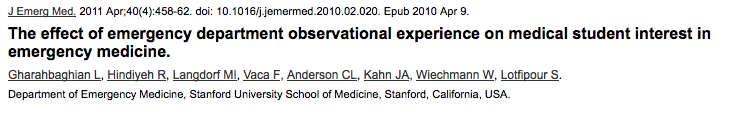 J Emerg Med. 2011 Apr;40(4):458-62. doi: 10.1016/j.jemermed.2010.02.020. Epub 2010 Apr 9.
The effect of emergency department observational experience on medical student interest in
emergency medicine.
Gharahbaghian L, Hindiyeh R, Langdorf MI, Vaca F, Anderson CL, Kahn JA, Wiechmann W, Lotfipour S.
Department of Emergency Medicine, Stanford University School of Medicine, Stanford, California, USA.